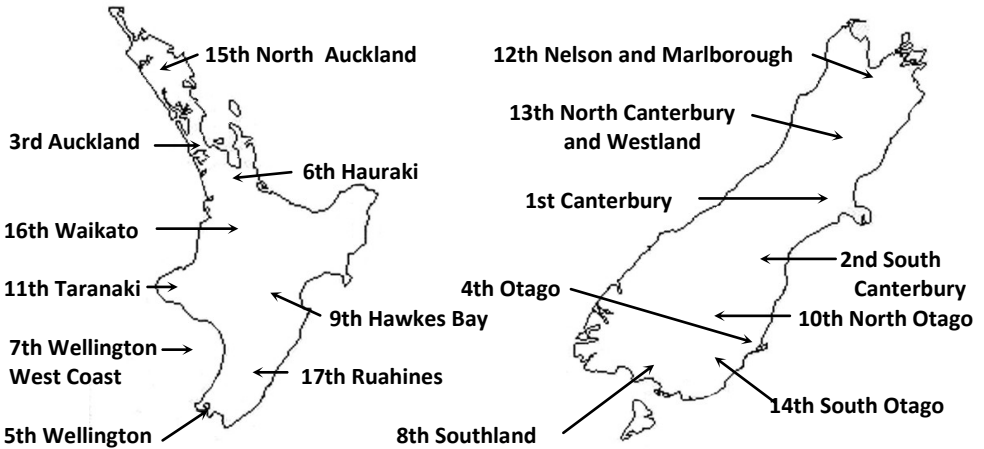 15th North Auckland
3rd Auckland
6th Hauraki
16th Waikato
11th Taranaki
9th Hawkes Bay
7th Wellington
West Coast
17th Ruahines
5th Wellington
12th Nelson and Marlborough
13th North Canterbury
and Westland
1st Canterbury
2nd South
Canterbury
4th Otago
10th North Otago
14th South Otago
8th Southland